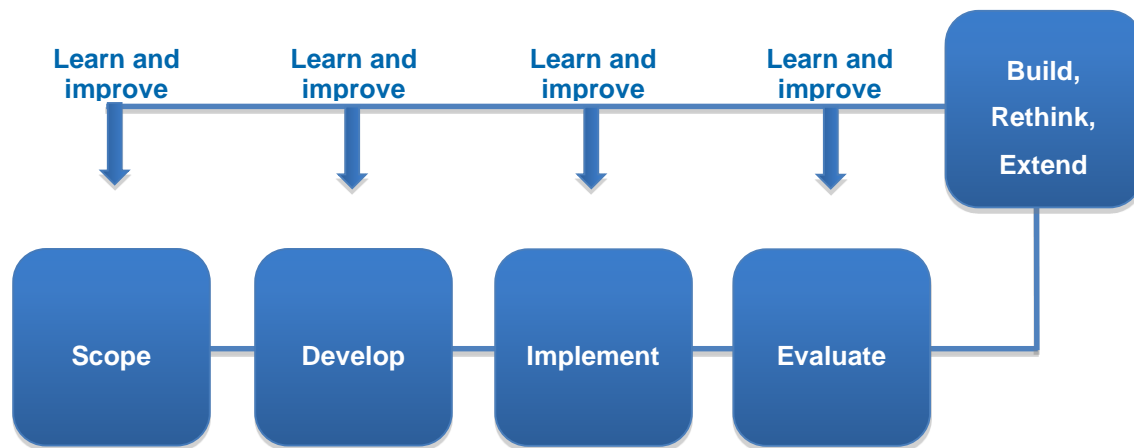 Learn and
improve
Learn and
improve
Learn and
improve
Learn and
improve
Build,
Rethink,
Extend
Scope
Develop
Implement
Evaluate